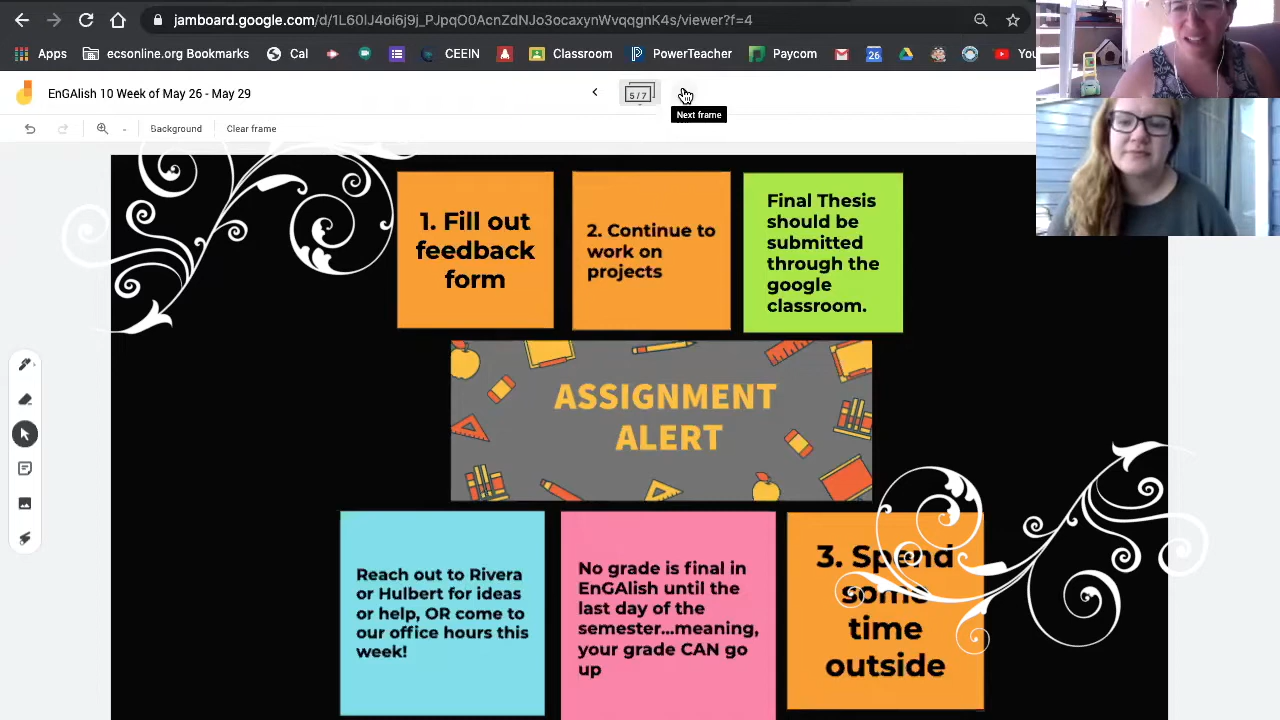 jamboard.google.com/d/1L60lJ4oi6j9j_PJpqO0AcnZdNJo3ocaxynWvqqgnK4s/viewer?f=4
Apps
ecsonline.org Bookmarks
CEEIN
Classroom
PowerTeacher
Paycom
26
EnGAlish 10 Week of May 26 - May 29
5 / 7
Next frame
Background
Clear frame
1. Fill out
feedback
form
2. Continue to
work on
projects
Final Thesis
should be
submitted
through the
google
classroom.
ASSIGNMENT
ALERT
Reach out to Rivera
or Hulbert for ideas
or help, OR come to
our office hours this
week!
No grade is final in
EnGAlish until the
last day of the
semester...meaning,
your grade CAN go
up
3. Spend
some
time
outside